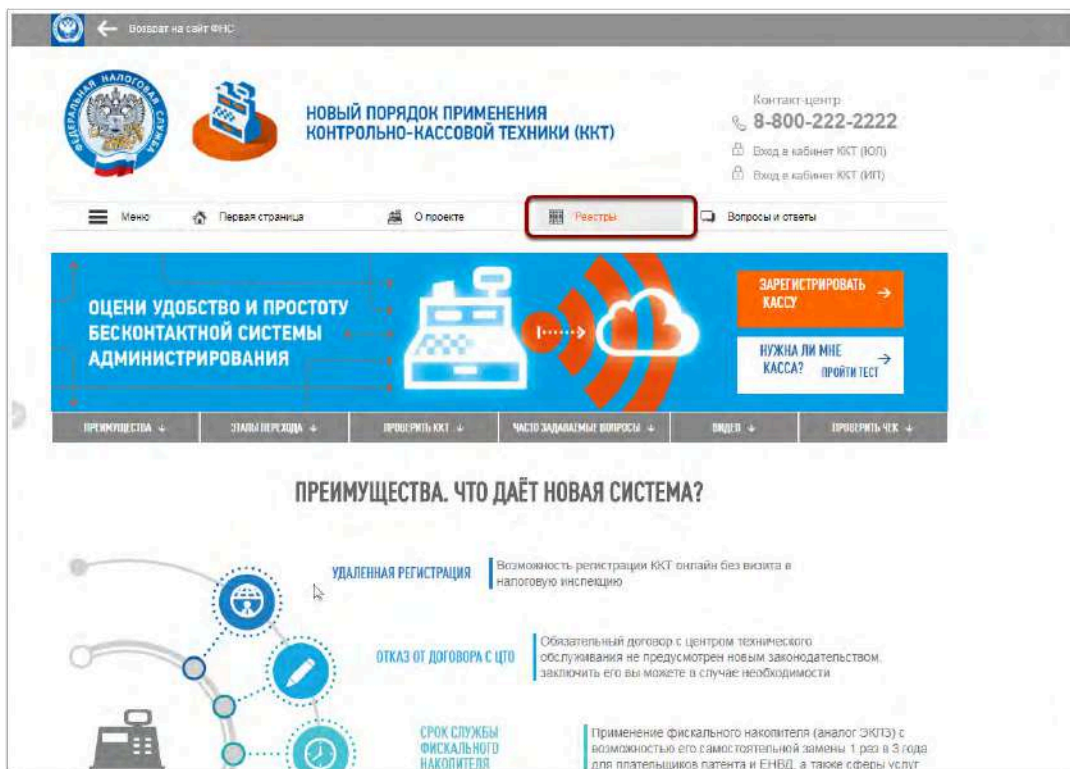 Возврат на сайт ФНС
ФЕДЕРАЛЬНАЯ НАЛОГОВАЯ СЛУЖБА
НОВЫЙ ПОРЯДОК ПРИМЕНЕНИЯ
КОНТРОЛЬНО-КАССОВОЙ ТЕХНИКИ (ККТ)
Контакт-центр
8-800-222-2222
Вход в кабинет ККТ (ЮЛ)
Вход в кабинет ККТ (ИП)
Меню Первая страница О проекте Реестры Вопросы и ответы
ОЦЕНИ УДОБСТВО И ПРОСТОТУ
БЕСКОНТАКТНОЙ СИСТЕМЫ
АДМИНИСТРИРОВАНИЯ
ЗАРЕГИСТРИРОВАТЬ
КАССУ
НУЖНА ЛИ МНЕ
КАССА? ПРОЙТИ ТЕСТ
ПРЕИМУЩЕСТВА ЭТАПЫ ПЕРЕХОДА ПРОВЕРИТЬ ККТ ЧАСТО ЗАДАВАЕМЫЕ ВОПРОСЫ ВИДЕО ПРОВЕРИТЬ ЧЕК
ПРЕИМУЩЕСТВА. ЧТО ДАЁТ НОВАЯ СИСТЕМА?
УДАЛЕННАЯ РЕГИСТРАЦИЯ
Возможность регистрации ККТ онлайн без визита в
налоговую инспекцию
ОТКАЗ ОТ ДОГОВОРА С ЦТО
Обязательный договор с центром технического
обслуживания не предусмотрен новым законодательством,
заключить его вы можете в случае необходимости
СРОК СЛУЖБЫ
ФИСКАЛЬНОГО
НАКОПИТЕЛЯ
Применение фискального накопителя (аналог ЭКЛЗ) с
возможностью его самостоятельной замены 1 раз в 3 года
для плательщиков патента и ЕНВД, а также сферы услуг